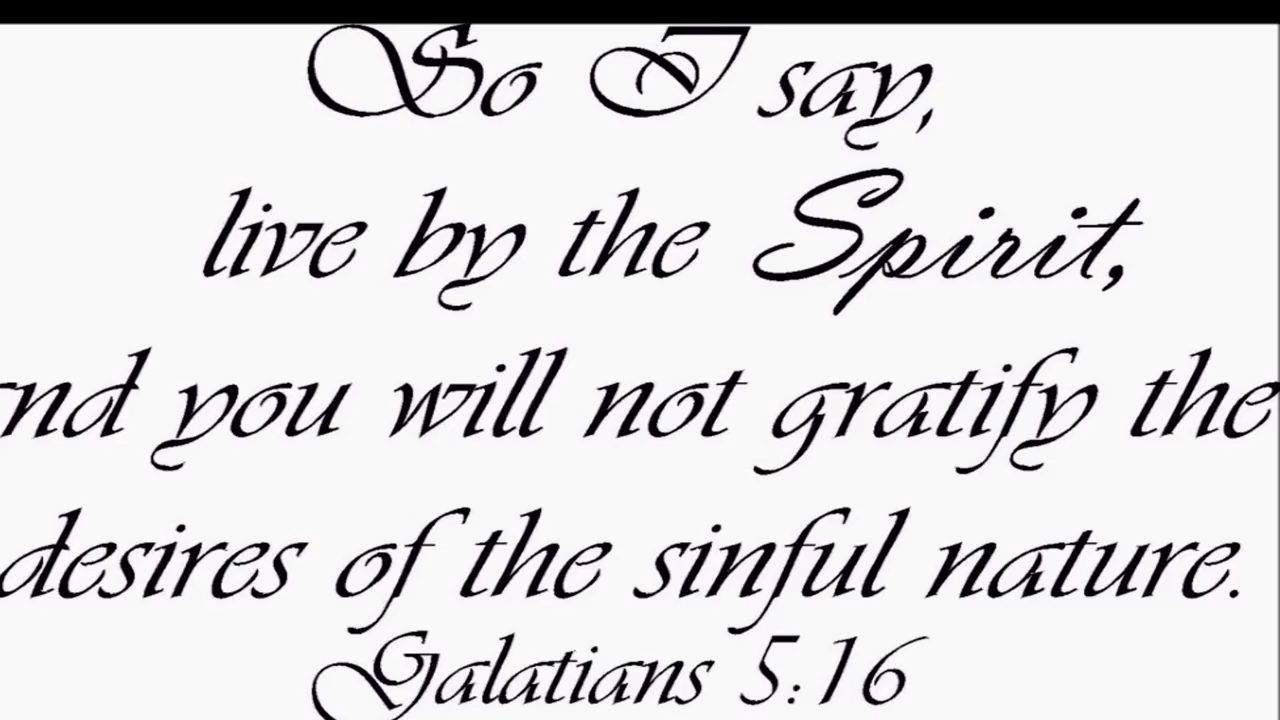 So I say,
live by the Spirit,
nd you will not gratify the
desires of the sinful nature.
Galatians 5:16